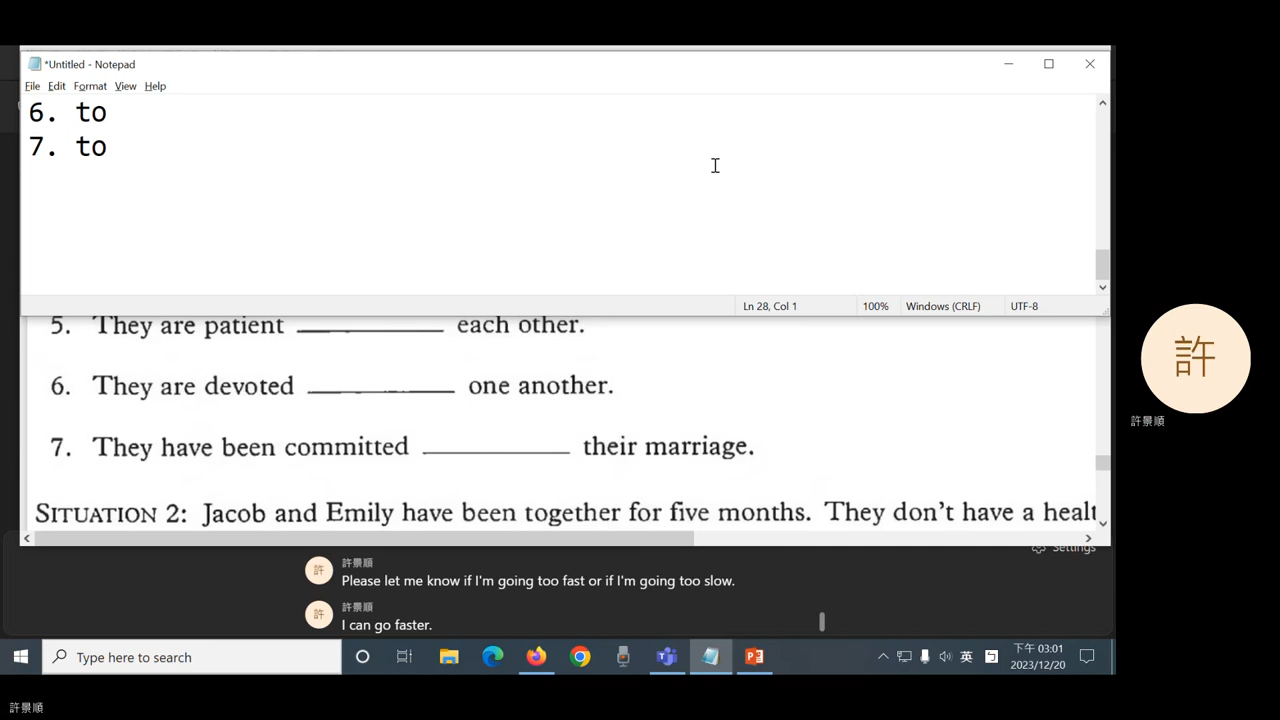 *Untitled - Notepad
File Edit Format View Help
6. to
7. to
Ln 28, Col 1 100% Windows (CRLF) UTF-8
5. They are patient __________ each other.
6. They are devoted __________ one another.
7. They have been committed __________ their marriage.
SITUATION 2: Jacob and Emily have been together for five months. They don't have a healt
Settings
許
許景順
許 許景順
Please let me know if I'm going too fast or if I'm going too slow.
許 許景順
I can go faster.
Type here to search
英
下午 03:01
2023/12/20
許景順